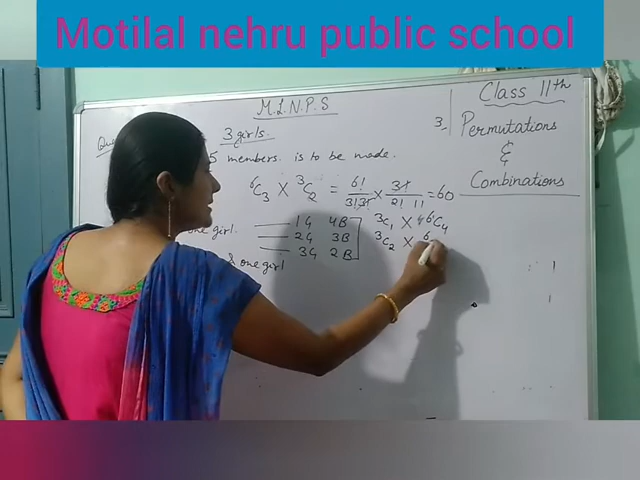 Motilal nehru public school
M.L.N.P.S
Class 11th
3. Permutations
&
Combinations
Que
3 girls.
5 members. is to be made.
⁶C₃ × ³C₂ = 6!/3!3! × 3!/2! 1! = 60
one girl. — 1G 4B ³C₁ × ⁶C₄
— 2G 3B ³C₂ × ⁶
— 3G 2B
& one girl